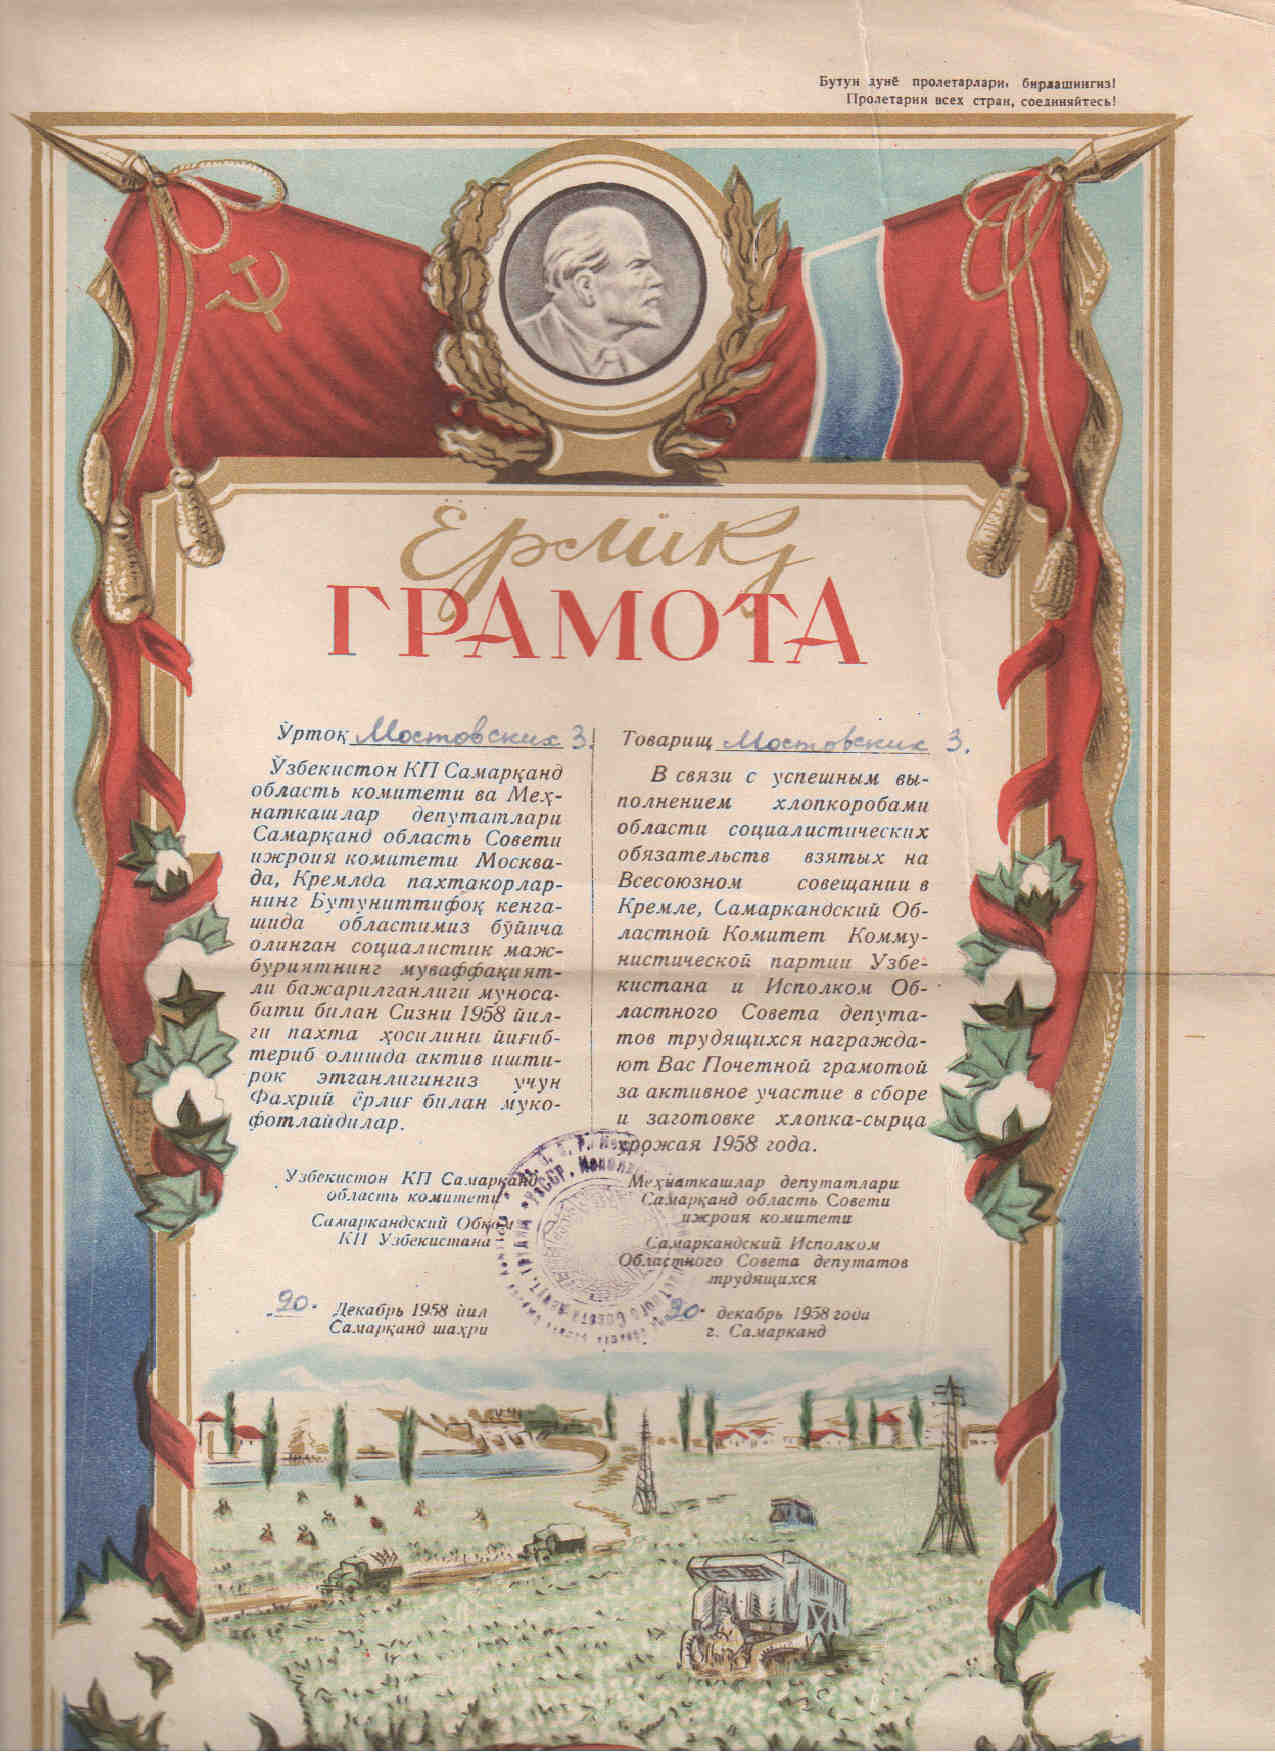 Бутун дунё пролетарлари, бирлашингиз!
Пролетарии всех стран, соединяйтесь!
Ёрлиқ
ГРАМОТА
Ўртоқ Мостовских З.
Ўзбекистон КП Самарқанд
область комитети ва Меҳ-
наткашлар депутатлари
Самарқанд область Совети
ижроия комитети Москва-
да, Кремлда пахтакорлар-
нинг Бутуниттифоқ кенга-
шида областимиз бўйича
олинган социалистик маж-
буриятнинг муваффақият-
ли бажарилганлиги муноса-
бати билан Сизни 1958 йил-
ги пахта ҳосилини йиғиб-
териб олишда актив ишти-
рок этганлигингиз учун
Фахрий ёрлиғ билан муко-
фотлайдилар.
Узбекистон КП Самарқанд
область комитети
Самаркандский Обком
КП Узбекистана
20. Декабрь 1958 йил
Самарқанд шаҳри
Товарищ Мостовских З.
В связи с успешным вы-
полнением хлопкоробами
области социалистических
обязательств взятых на
Всесоюзном совещании в
Кремле, Самаркандский Об-
ластной Комитет Комму-
нистической партии Узбе-
кистана и Исполком Об-
ластного Совета депута-
тов трудящихся награжда-
ют Вас Почетной грамотой
за активное участие в сборе
и заготовке хлопка-сырца
урожая 1958 года.
Меҳнаткашлар депутатлари
Самарқанд область Совети
ижроия комитети
Самаркандский Исполком
Областного Совета депутатов
трудящихся
20. декабрь 1958 годи
г. Самарканд